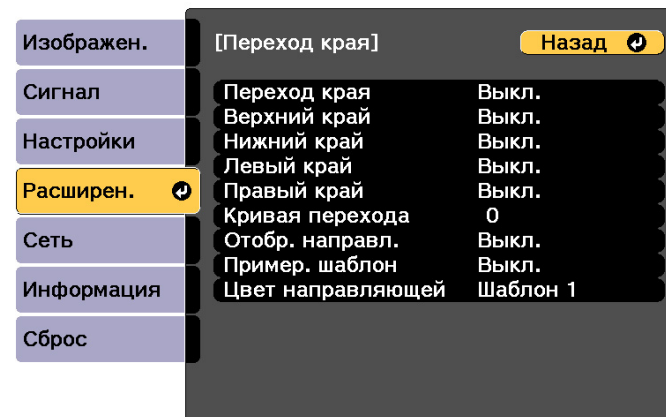 Изображен.
Сигнал
Настройки
Расширен.
Сеть
Информация
Сброс
[Переход края] Назад
Переход края Выкл.
Верхний край Выкл.
Нижний край Выкл.
Левый край Выкл.
Правый край Выкл.
Кривая перехода 0
Отобр. направл. Выкл.
Пример. шаблон Выкл.
Цвет направляющей Шаблон 1